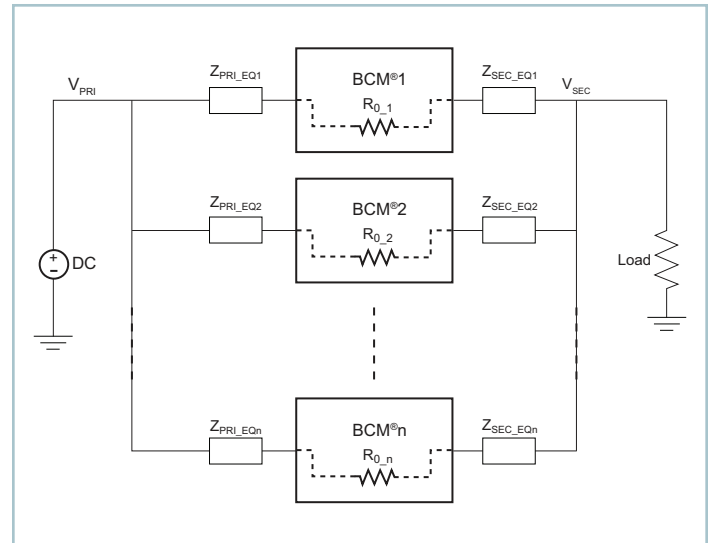 V_PRI
Z_PRI_EQ1
BCM®1
R_0_1
Z_SEC_EQ1
V_SEC
Z_PRI_EQ2
BCM®2
R_0_2
Z_SEC_EQ2
+
–
DC
Load
Z_PRI_EQn
BCM®n
R_0_n
Z_SEC_EQn